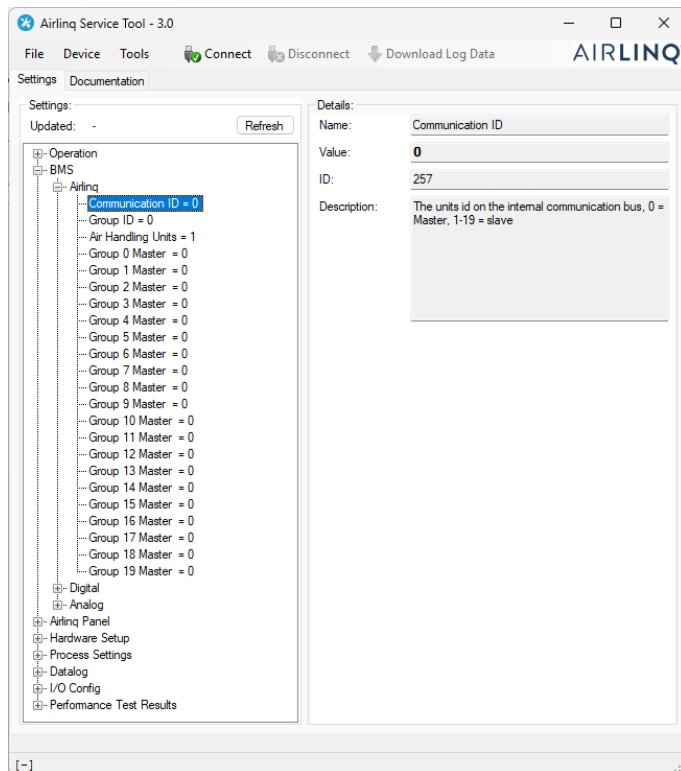 Airlinq Service Tool - 3.0
File Device Tools Connect Disconnect Download Log Data AIRLINQ
Settings Documentation
Settings:
Updated: - Refresh
Operation
BMS
Airlinq
Communication ID = 0
Group ID = 0
Air Handling Units = 1
Group 0 Master = 0
Group 1 Master = 0
Group 2 Master = 0
Group 3 Master = 0
Group 4 Master = 0
Group 5 Master = 0
Group 6 Master = 0
Group 7 Master = 0
Group 8 Master = 0
Group 9 Master = 0
Group 10 Master = 0
Group 11 Master = 0
Group 12 Master = 0
Group 13 Master = 0
Group 14 Master = 0
Group 15 Master = 0
Group 16 Master = 0
Group 17 Master = 0
Group 18 Master = 0
Group 19 Master = 0
Digital
Analog
Airlinq Panel
Hardware Setup
Process Settings
Datalog
I/O Config
Performance Test Results
Details:
Name: Communication ID
Value: 0
ID: 257
Description: The units id on the internal communication bus, 0 =
Master, 1-19 = slave
[-]